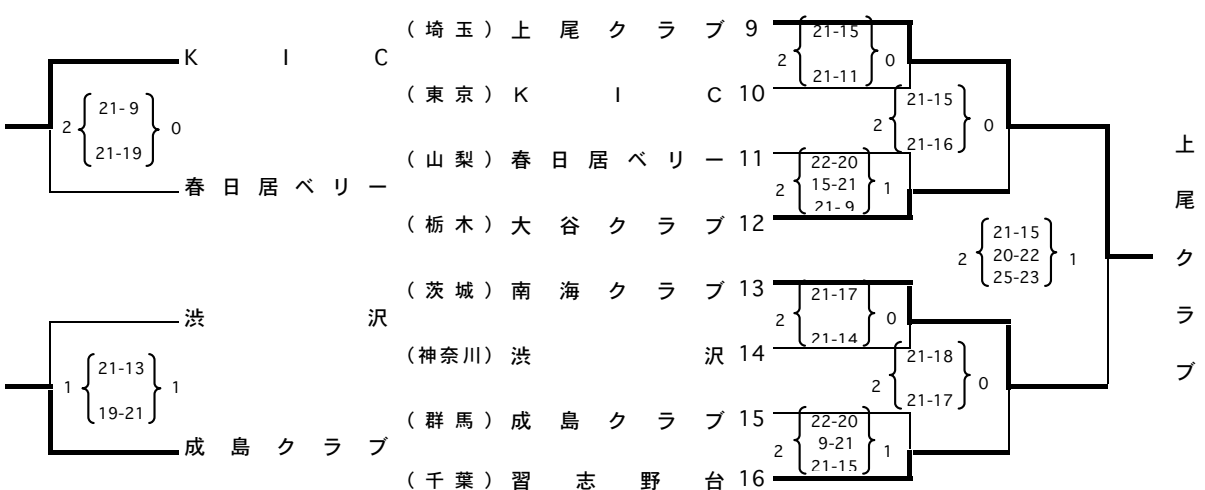 KIC
2 21-9 21-19 0
春日居ベリー
渋沢
1 21-13 19-21 1
成島クラブ
(埼玉) 上尾クラブ 9
(東京) KIC 10
(山梨) 春日居ベリー 11
(栃木) 大谷クラブ 12
(茨城) 南海クラブ 13
(神奈川) 渋沢 14
(群馬) 成島クラブ 15
(千葉) 習志野台 16
2 21-15 21-11 0
2 22-20 15-21 21-9 1
2 21-17 21-14 0
2 22-20 9-21 21-15 1
2 21-15 21-16 0
2 21-18 21-17 0
2 21-15 20-22 25-23 1
上尾クラブ